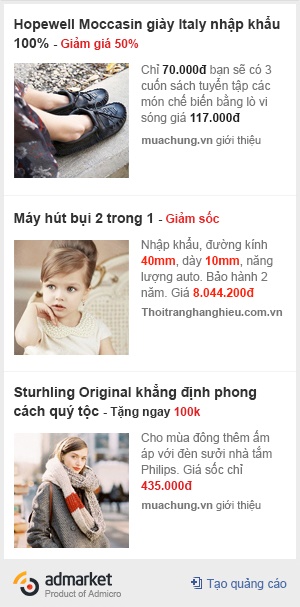 Hopewell Moccasin giày Italy nhập khẩu
100% - Giảm giá 50%
Chỉ 70.000đ bạn sẽ có 3
cuốn sách tuyển tập các
món chế biến bằng lò vi
sóng giá 117.000đ
muachung.vn giới thiệu
Máy hút bụi 2 trong 1 - Giảm sốc
Nhập khẩu, đường kính
40mm, dày 10mm, năng
lượng auto. Bảo hành 2
năm. Giá 8.044.200đ
Thoitranghanghieu.com.vn
Sturhling Original khẳng định phong
cách quý tộc - Tặng ngay 100k
Cho mùa đông thêm ấm
áp với đèn sưởi nhà tắm
Philips. Giá sốc chỉ
435.000đ
muachung.vn giới thiệu
admarket
Product of Admicro
Tạo quảng cáo